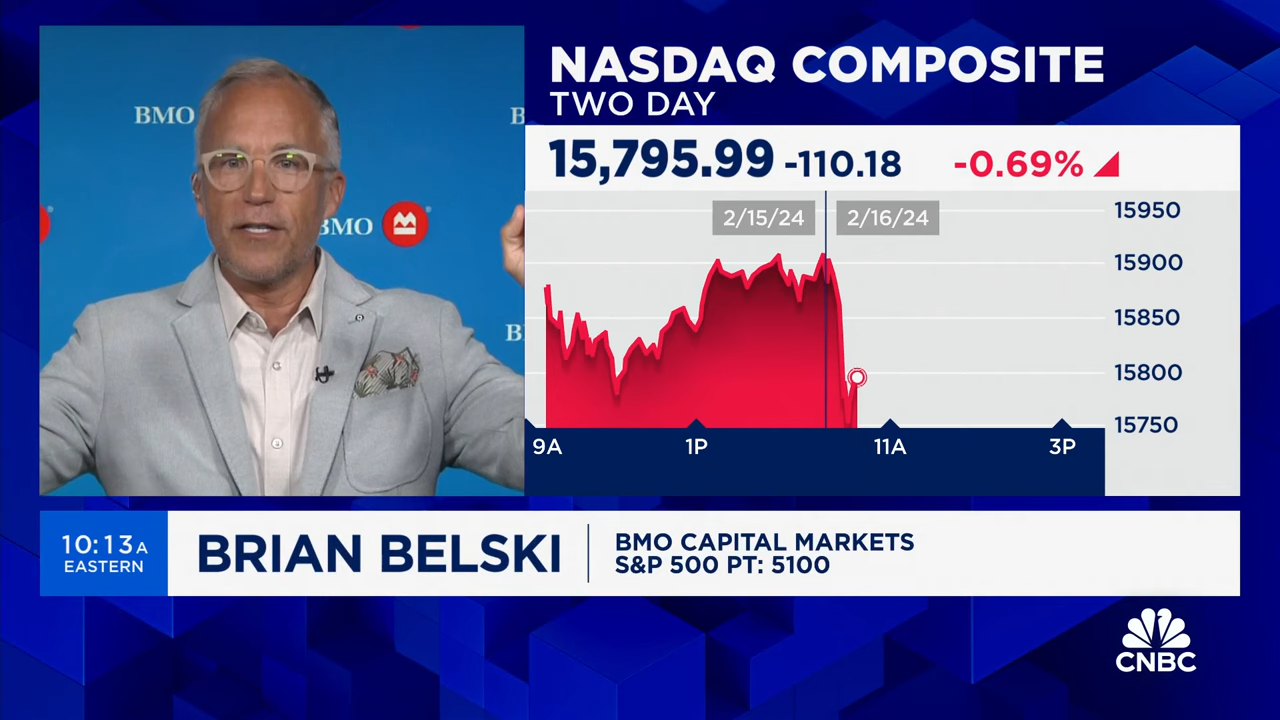 BMO
B
BMO
B
NASDAQ COMPOSITE
TWO DAY
15,795.99 -110.18 -0.69%
2/15/24 2/16/24
15950
15900
15850
15800
15750
9A 1P 11A 3P
10:13A
EASTERN
BRIAN BELSKI
BMO CAPITAL MARKETS
S&P 500 PT: 5100
CNBC